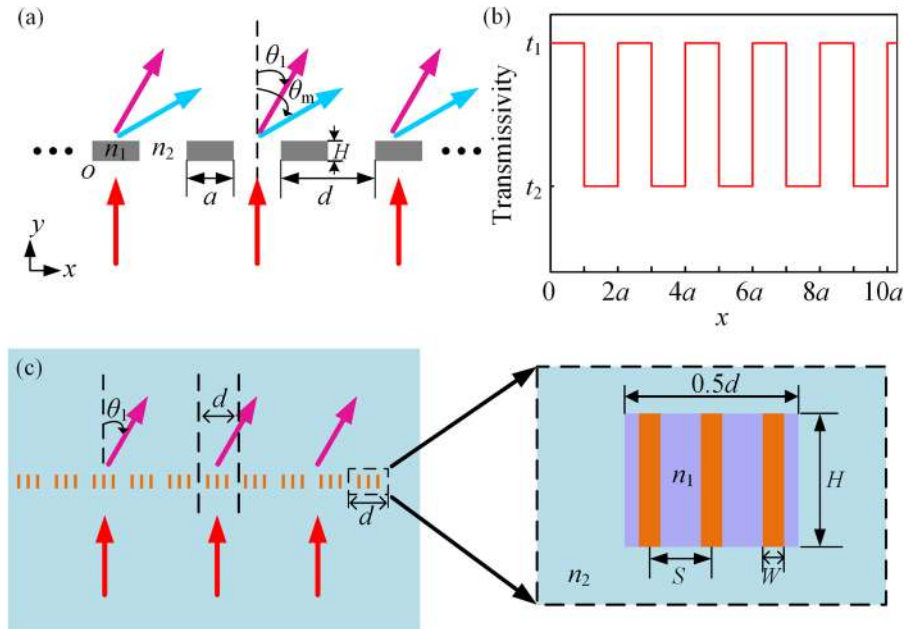 (a)
θ1
θm
n1
n2
H
o
a
d
y
x
(b)
t1
t2
Transmissivity
0 2a 4a 6a 8a 10a
x
(c)
θ1
d
d
0.5d
n1
H
S
W
n2